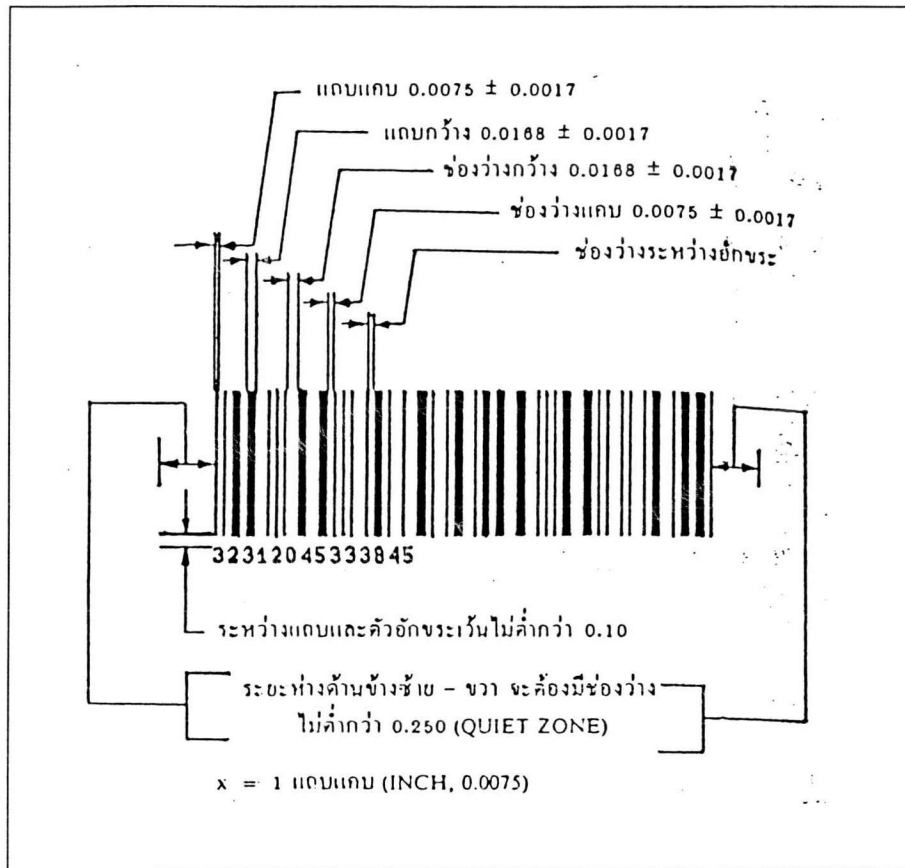 แถบแคบ 0.0075 ± 0.0017
แถบกว้าง 0.0168 ± 0.0017
ช่องว่างกว้าง 0.0168 ± 0.0017
ช่องว่างแคบ 0.0075 ± 0.0017
ช่องว่างระหว่างอักขระ
32312045333845
ระหว่างแถบและตัวอักขระเว้นไม่ต่ำกว่า 0.10
ระยะห่างด้านข้างซ้าย - ขวา จะต้องมีช่องว่าง
ไม่ต่ำกว่า 0.250 (QUIET ZONE)
x = 1 แถบแคบ (INCH, 0.0075)